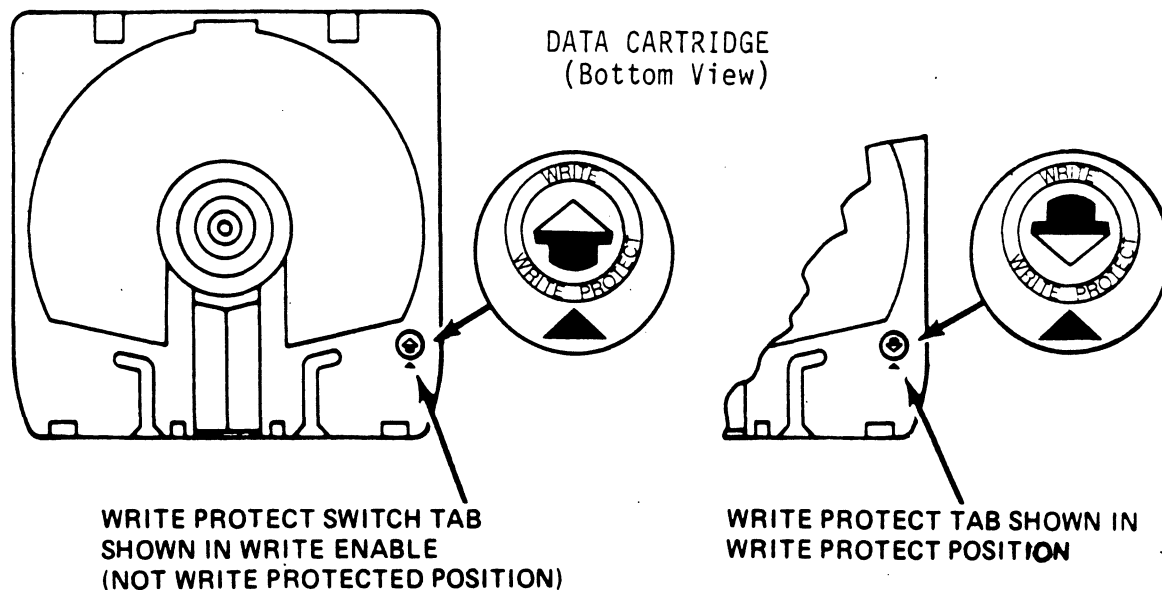 DATA CARTRIDGE
(Bottom View)
WRITE
WRITE PROTECT
WRITE
WRITE PROTECT
WRITE PROTECT SWITCH TAB
SHOWN IN WRITE ENABLE
(NOT WRITE PROTECTED POSITION)
WRITE PROTECT TAB SHOWN IN
WRITE PROTECT POSITION